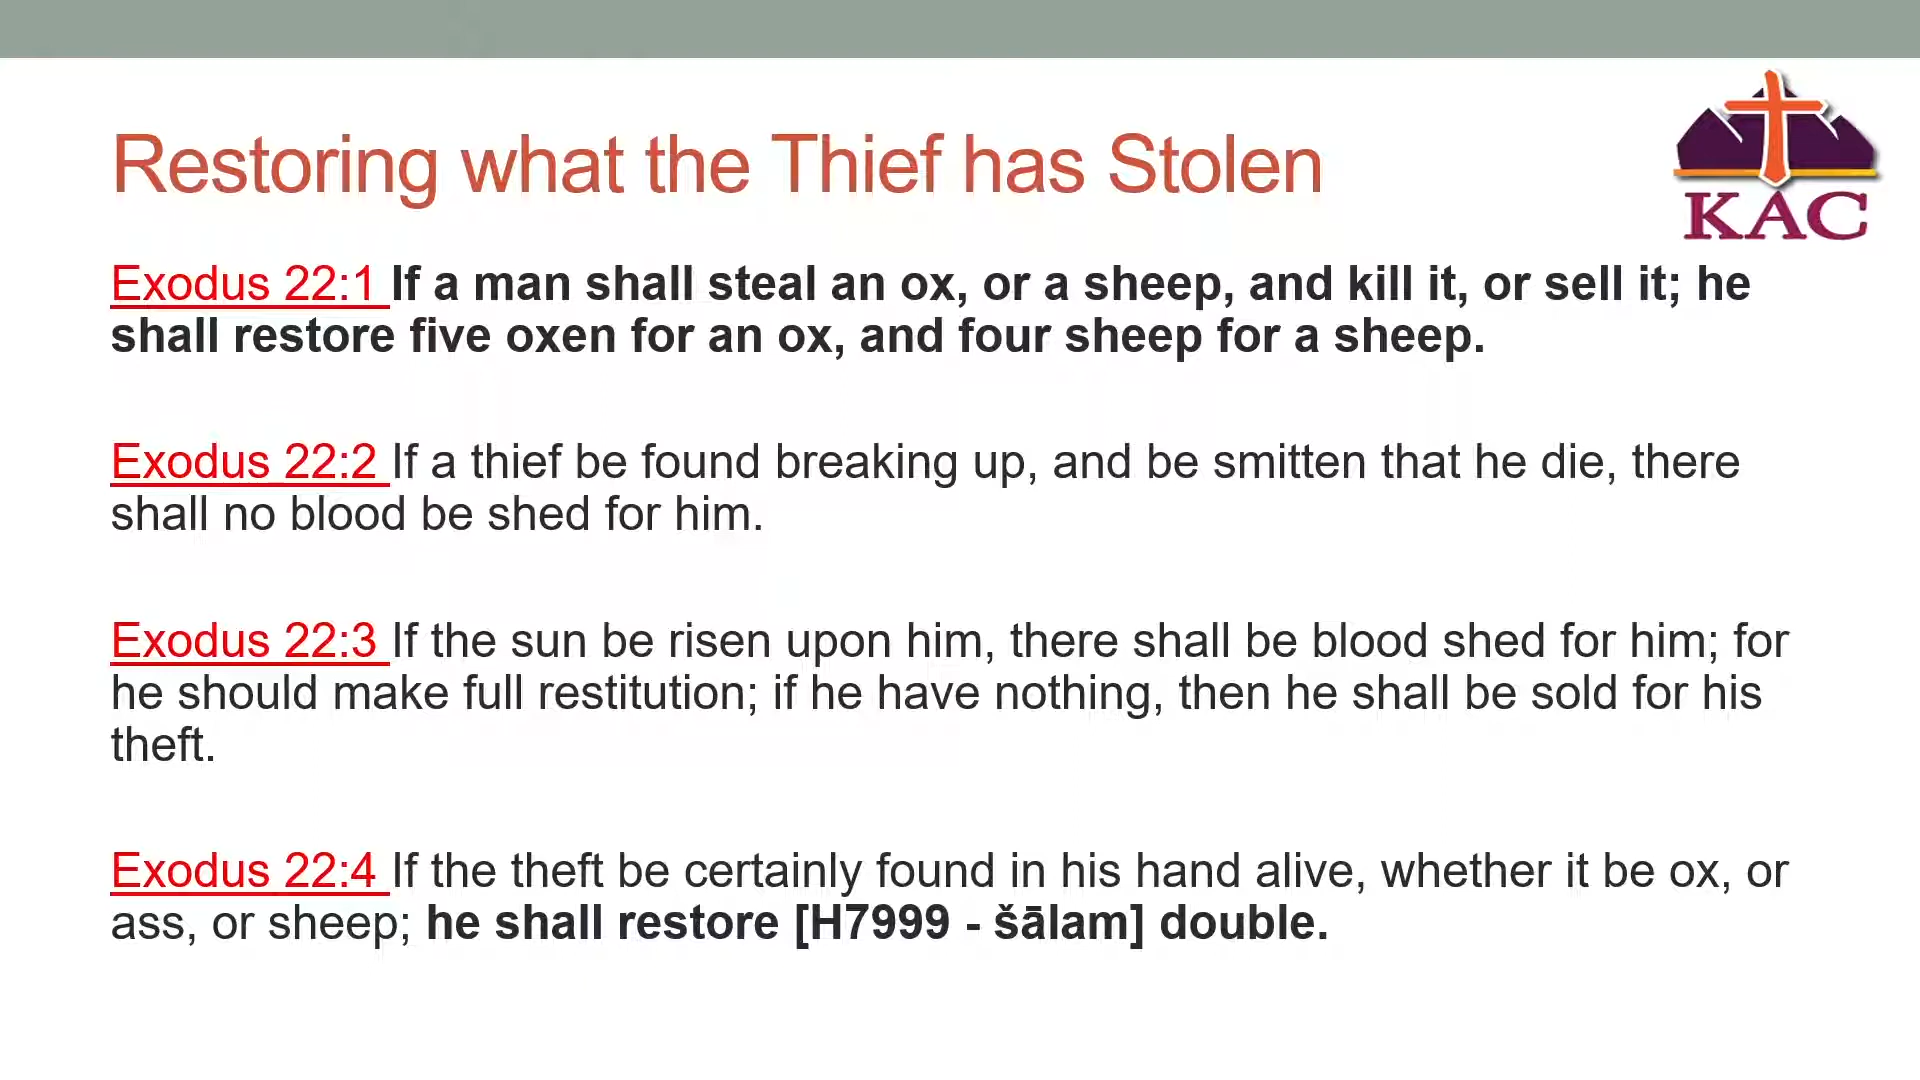 Restoring what the Thief has Stolen
KAC
Exodus 22:1 If a man shall steal an ox, or a sheep, and kill it, or sell it; he
shall restore five oxen for an ox, and four sheep for a sheep.
Exodus 22:2 If a thief be found breaking up, and be smitten that he die, there
shall no blood be shed for him.
Exodus 22:3 If the sun be risen upon him, there shall be blood shed for him; for
he should make full restitution; if he have nothing, then he shall be sold for his
theft.
Exodus 22:4 If the theft be certainly found in his hand alive, whether it be ox, or
ass, or sheep; he shall restore [H7999 - šālam] double.